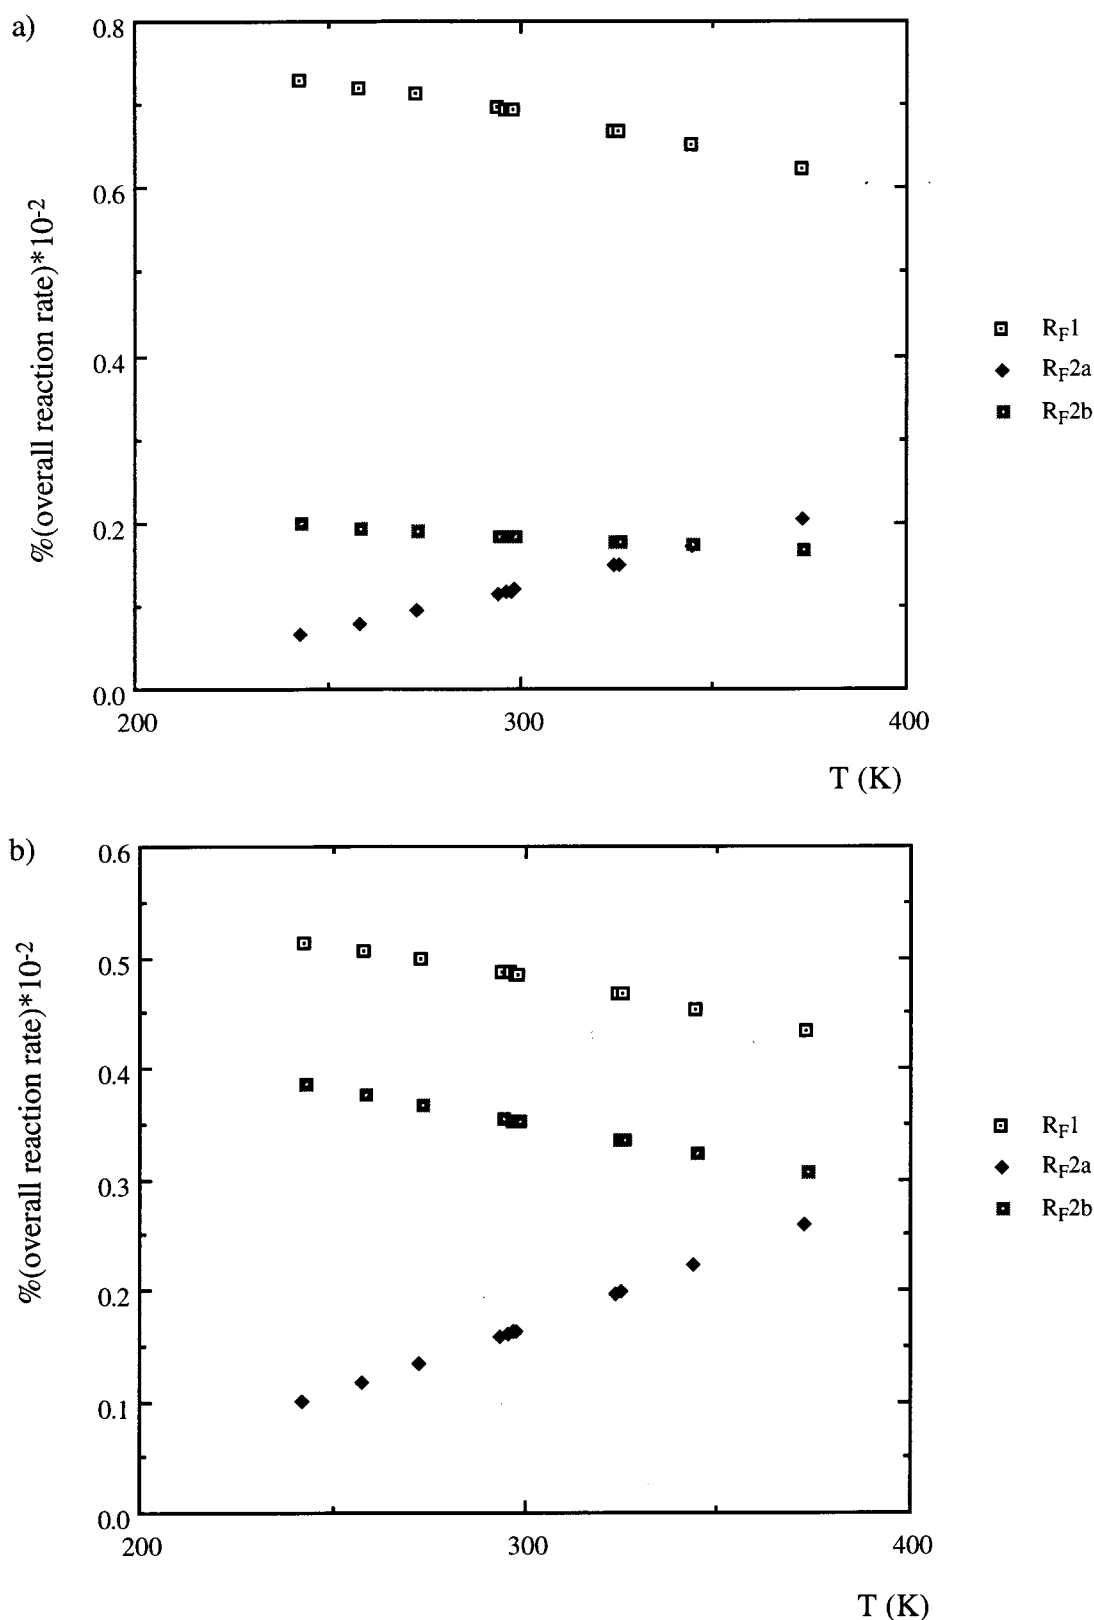 a)
0.8
0.6
0.4
0.2
0.0
%(overall reaction rate)*10-2
200
300
400
T (K)
RF1
RF2a
RF2b
b)
0.6
0.5
0.4
0.3
0.2
0.1
0.0
%(overall reaction rate)*10-2
200
300
400
T (K)
RF1
RF2a
RF2b